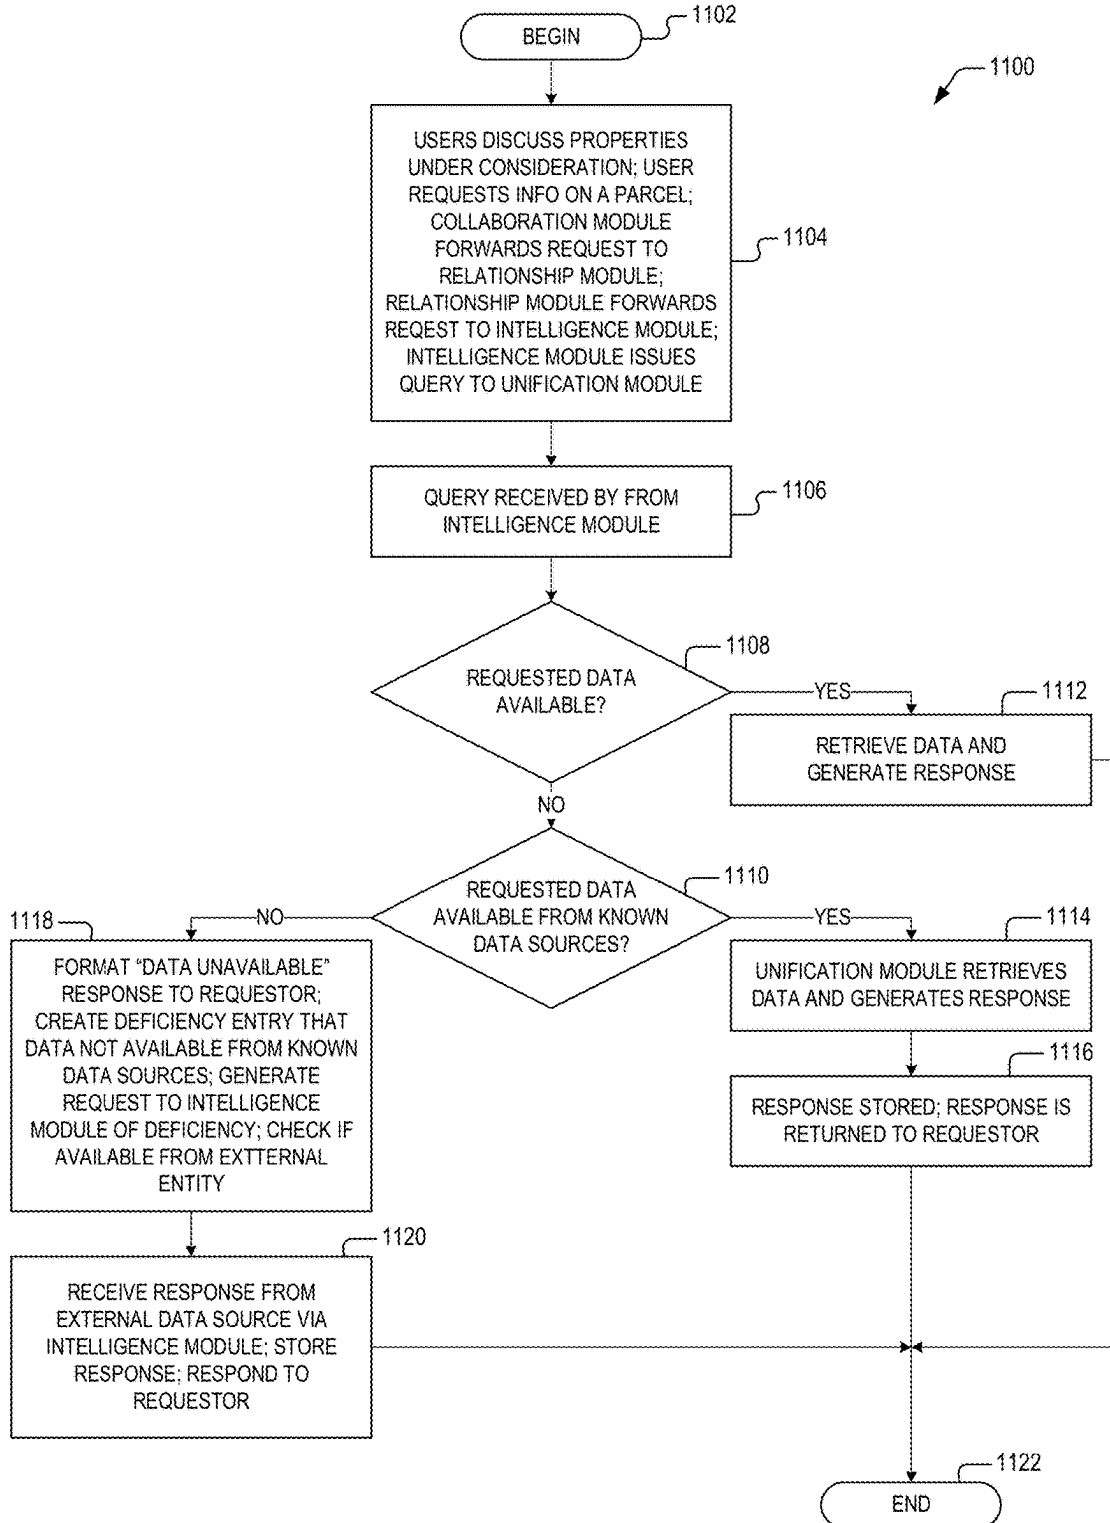 1102
BEGIN
1100
USERS DISCUSS PROPERTIES
UNDER CONSIDERATION; USER
REQUESTS INFO ON A PARCEL;
COLLABORATION MODULE
FORWARDS REQUEST TO
RELATIONSHIP MODULE;
RELATIONSHIP MODULE FORWARDS
REQEST TO INTELLIGENCE MODULE;
INTELLIGENCE MODULE ISSUES
QUERY TO UNIFICATION MODULE
1104
QUERY RECEIVED BY FROM
INTELLIGENCE MODULE
1106
1108
REQUESTED DATA
AVAILABLE?
YES
1112
RETRIEVE DATA AND
GENERATE RESPONSE
NO
1110
REQUESTED DATA
AVAILABLE FROM KNOWN
DATA SOURCES?
YES
1114
UNIFICATION MODULE RETRIEVES
DATA AND GENERATES RESPONSE
1116
RESPONSE STORED; RESPONSE IS
RETURNED TO REQUESTOR
NO
1118
FORMAT “DATA UNAVAILABLE”
RESPONSE TO REQUESTOR;
CREATE DEFICIENCY ENTRY THAT
DATA NOT AVAILABLE FROM KNOWN
DATA SOURCES; GENERATE
REQUEST TO INTELLIGENCE
MODULE OF DEFICIENCY; CHECK IF
AVAILABLE FROM EXTTERNAL
ENTITY
1120
RECEIVE RESPONSE FROM
EXTERNAL DATA SOURCE VIA
INTELLIGENCE MODULE; STORE
RESPONSE; RESPOND TO
REQUESTOR
1122
END